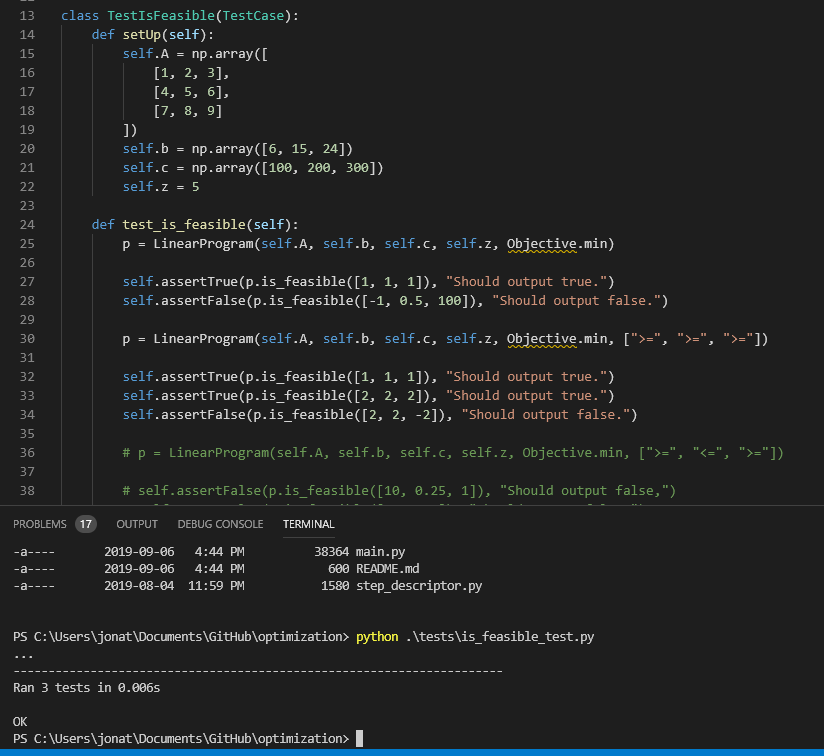 13 class TestIsFeasible(TestCase):
14 def setUp(self):
15 self.A = np.array([
16 [1, 2, 3],
17 [4, 5, 6],
18 [7, 8, 9]
19 ])
20 self.b = np.array([6, 15, 24])
21 self.c = np.array([100, 200, 300])
22 self.z = 5
23
24 def test_is_feasible(self):
25 p = LinearProgram(self.A, self.b, self.c, self.z, Objective.min)
26
27 self.assertTrue(p.is_feasible([1, 1, 1]), "Should output true.")
28 self.assertFalse(p.is_feasible([-1, 0.5, 100]), "Should output false.")
29
30 p = LinearProgram(self.A, self.b, self.c, self.z, Objective.min, [">=", ">=", ">="])
31
32 self.assertTrue(p.is_feasible([1, 1, 1]), "Should output true.")
33 self.assertTrue(p.is_feasible([2, 2, 2]), "Should output true.")
34 self.assertFalse(p.is_feasible([2, 2, -2]), "Should output false.")
35
36 # p = LinearProgram(self.A, self.b, self.c, self.z, Objective.min, [">=", "<=", ">="])
37
38 # self.assertFalse(p.is_feasible([10, 0.25, 1]), "Should output false,")
PROBLEMS 17 OUTPUT DEBUG CONSOLE TERMINAL
-a---- 2019-09-06 4:44 PM 38364 main.py
-a---- 2019-09-06 4:44 PM 600 README.md
-a---- 2019-08-04 11:59 PM 1580 step_descriptor.py
PS C:\Users\jonat\Documents\GitHub\optimization> python .\tests\is_feasible_test.py
...
----------------------------------------------------------------------
Ran 3 tests in 0.006s
OK
PS C:\Users\jonat\Documents\GitHub\optimization>